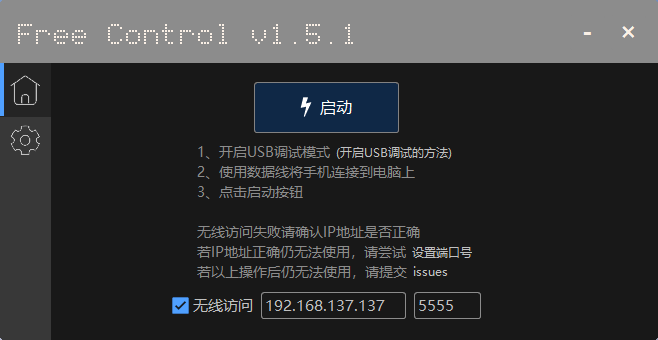 Free Control v1.5.1
启动
1、开启USB调试模式 (开启USB调试的方法)
2、使用数据线将手机连接到电脑上
3、点击启动按钮
无线访问失败请确认IP地址是否正确
若IP地址正确仍无法使用，请尝试 设置端口号
若以上操作后仍无法使用，请提交 issues
无线访问 192.168.137.137 5555